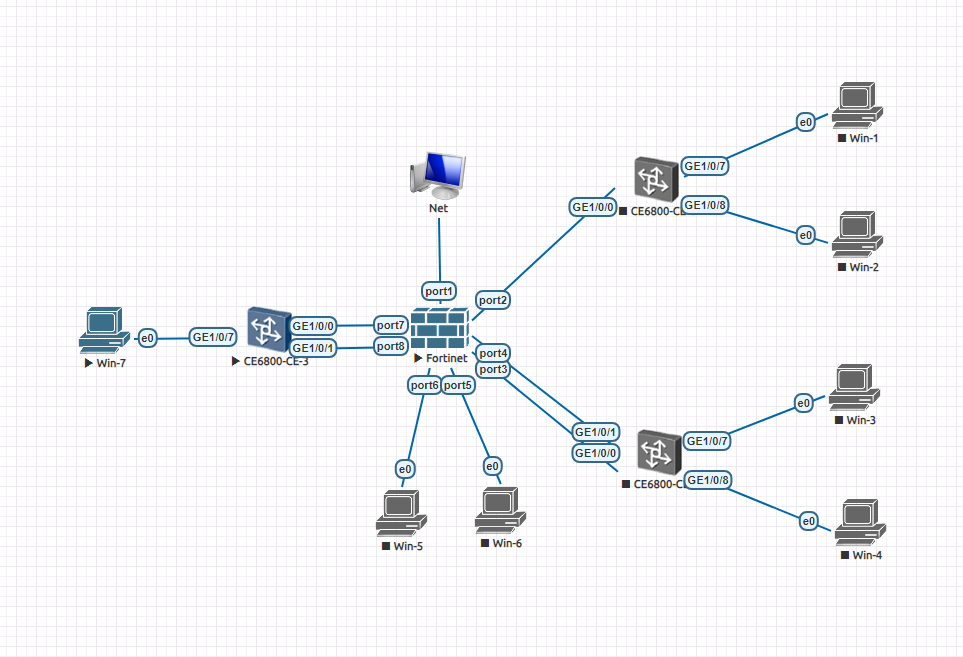 e0
Win-1
GE1/0/7
GE1/0/0
CE6800-CE
GE1/0/8
Net
e0
Win-2
port1
port2
e0
GE1/0/7
GE1/0/0
port7
GE1/0/1
port8
Win-7
CE6800-CE-3
Fortinet
port4
port3
port6
port5
e0
Win-3
GE1/0/1
GE1/0/7
GE1/0/0
e0
e0
CE6800-C
GE1/0/8
Win-5
Win-6
e0
Win-4